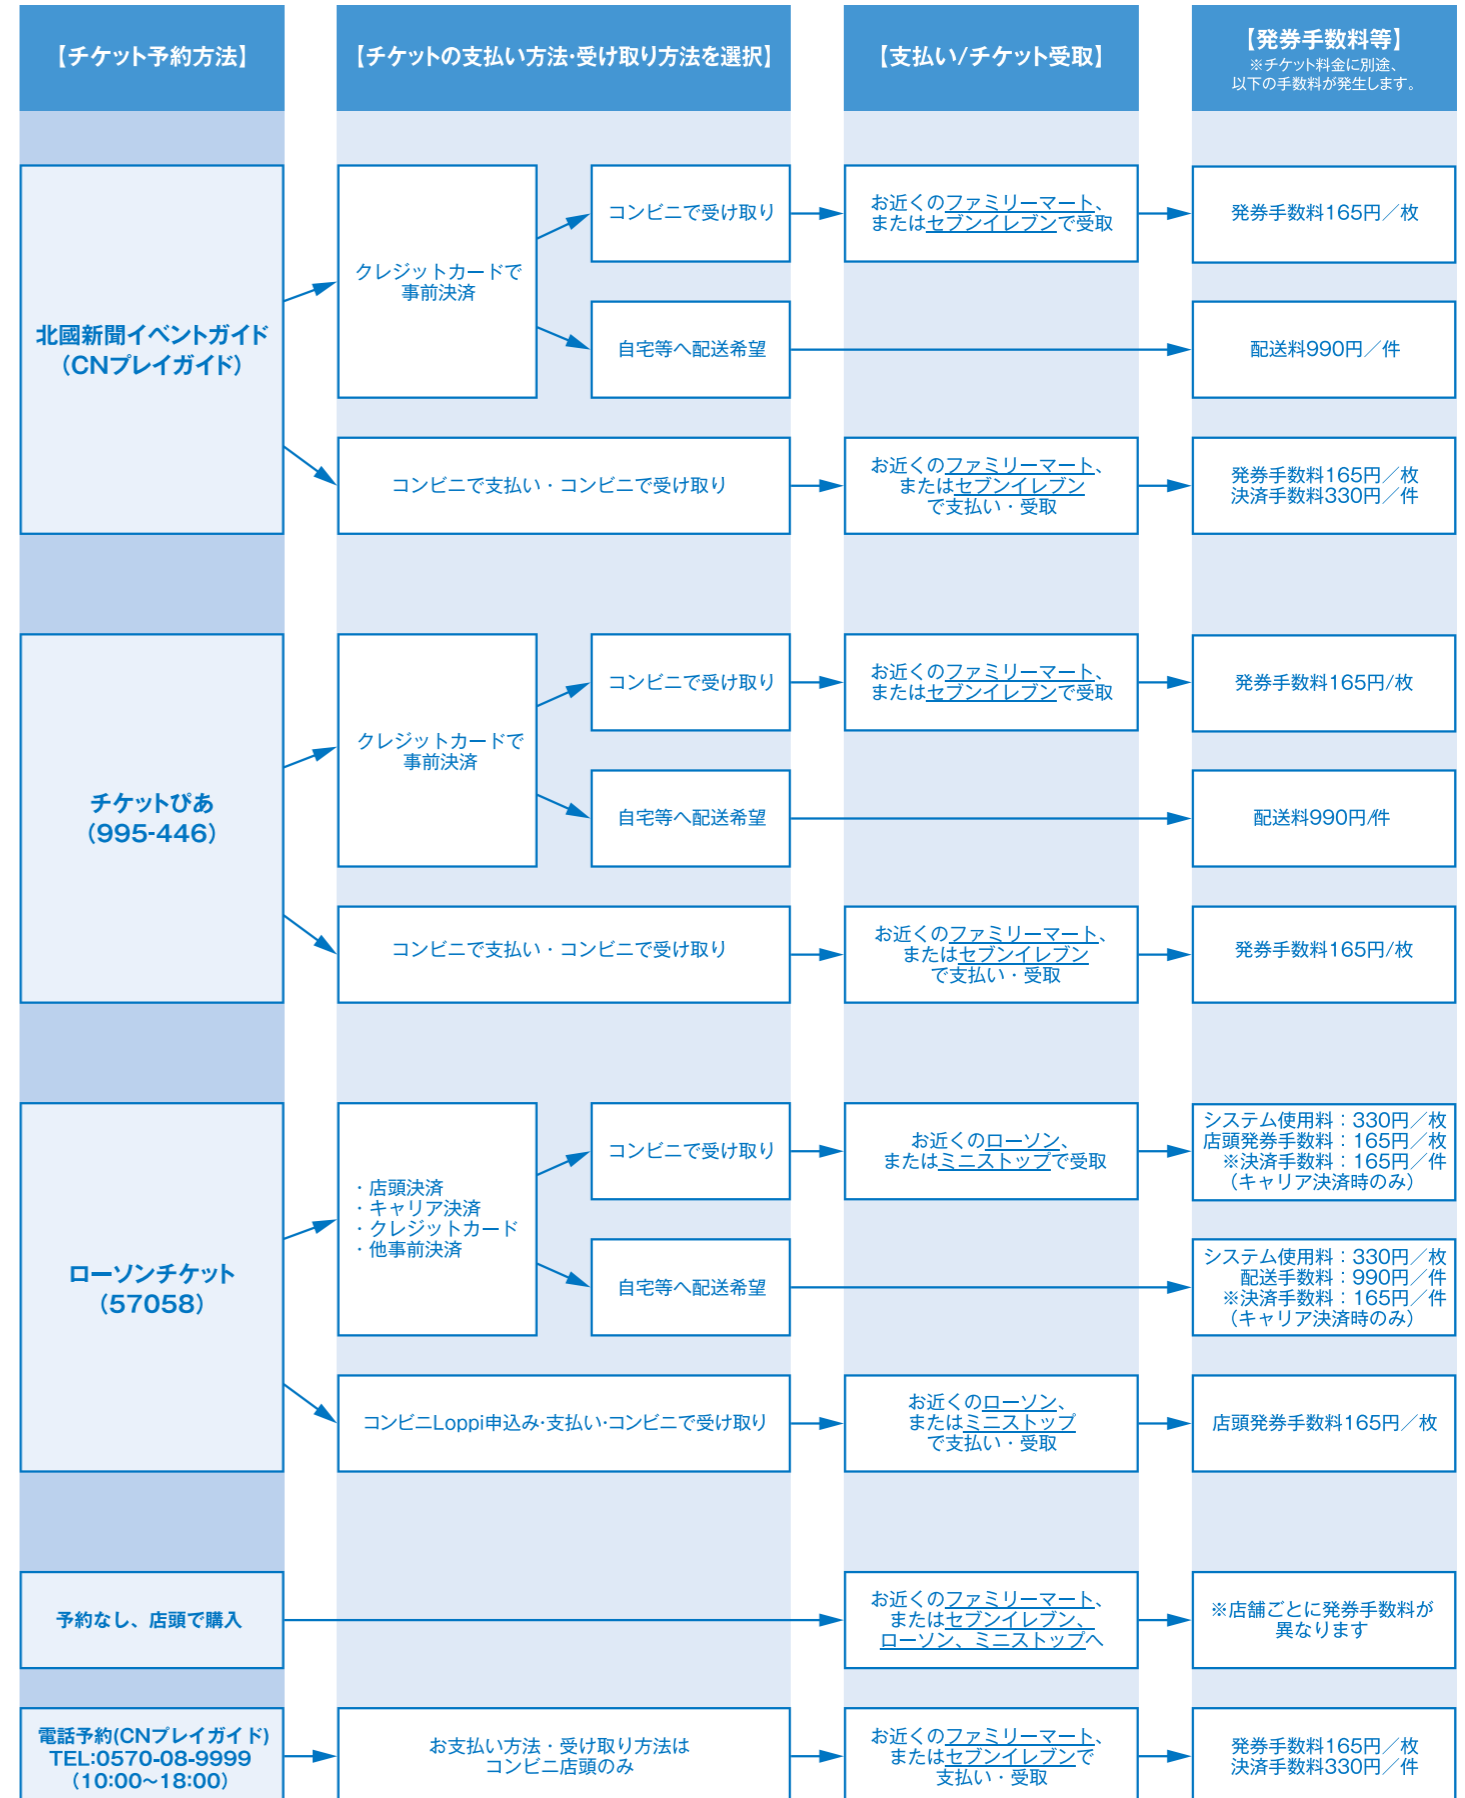 【チケット予約方法】
【チケットの支払い方法・受け取り方法を選択】
【支払い/チケット受取】
【発券手数料等】
※チケット料金に別途、
以下の手数料が発生します。
北國新聞イベントガイド
（CNプレイガイド）
クレジットカードで
事前決済
コンビニで受け取り
お近くのファミリーマート、
またはセブンイレブンで受取
発券手数料165円／枚
自宅等へ配送希望
配送料990円／件
コンビニで支払い・コンビニで受け取り
お近くのファミリーマート、
またはセブンイレブン
で支払い・受取
発券手数料165円／枚
決済手数料330円／件
チケットぴあ
（995-446）
クレジットカードで
事前決済
コンビニで受け取り
お近くのファミリーマート、
またはセブンイレブンで受取
発券手数料165円/枚
自宅等へ配送希望
配送料990円/件
コンビニで支払い・コンビニで受け取り
お近くのファミリーマート、
またはセブンイレブン
で支払い・受取
発券手数料165円/枚
ローソンチケット
（57058）
・店頭決済
・キャリア決済
・クレジットカード
・他事前決済
コンビニで受け取り
お近くのローソン、
またはミニストップで受取
システム使用料：330円／枚
店頭発券手数料：165円／枚
※決済手数料：165円／件
（キャリア決済時のみ）
自宅等へ配送希望
システム使用料：330円／枚
配送手数料：990円／件
※決済手数料：165円／件
（キャリア決済時のみ）
コンビニLoppi申込み・支払い・コンビニで受け取り
お近くのローソン、
またはミニストップ
で支払い・受取
店頭発券手数料165円／枚
予約なし、店頭で購入
お近くのファミリーマート、
またはセブンイレブン、
ローソン、ミニストップへ
※店舗ごとに発券手数料が
異なります
電話予約(CNプレイガイド)
TEL:0570-08-9999
（10:00〜18:00）
お支払い方法・受け取り方法は
コンビニ店頭のみ
お近くのファミリーマート、
またはセブンイレブンで
支払い・受取
発券手数料165円／枚
決済手数料330円／件